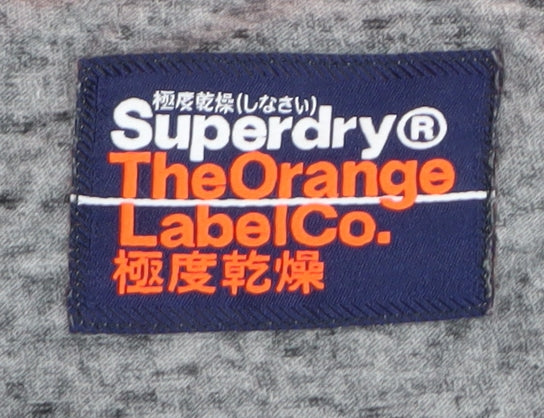 極度乾燥(しなさい)
Superdry®
TheOrange
LabelCo.
極度乾燥